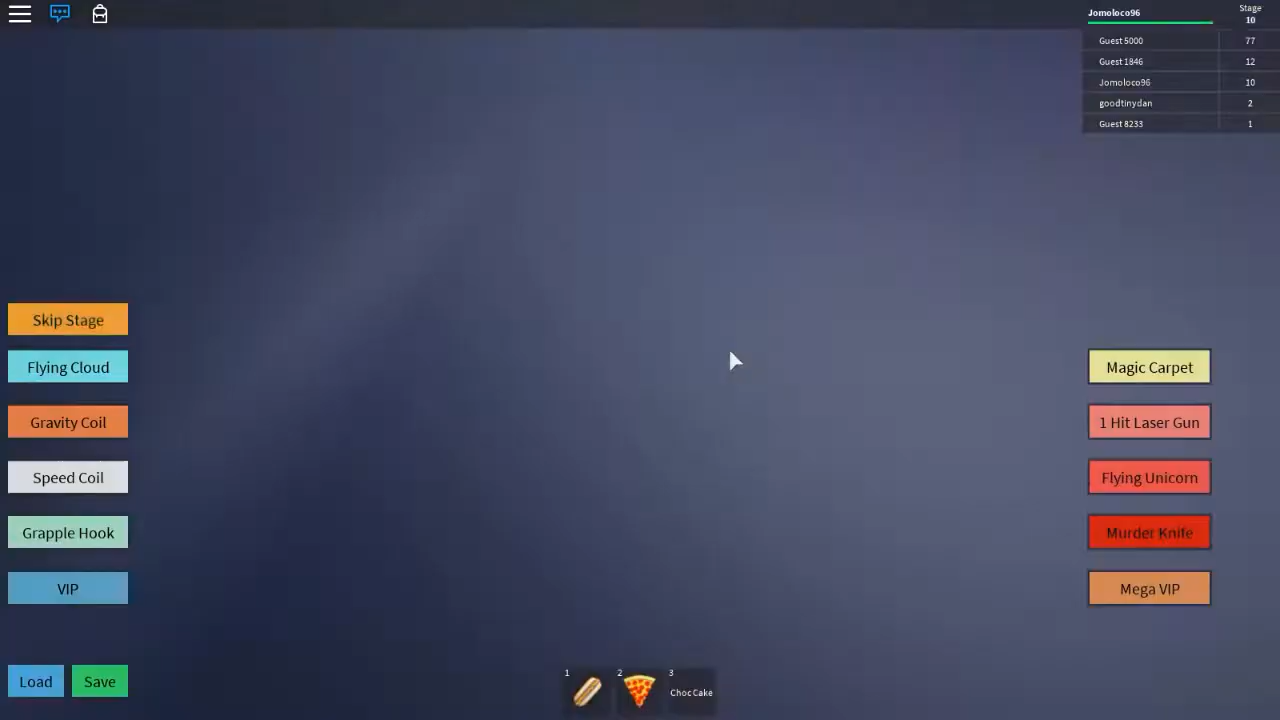 Jomoloco96 Stage
10
Guest 5000 77
Guest 1846 12
Jomoloco96 10
goodtinydan 2
Guest 8233 1
Skip Stage
Flying Cloud
Gravity Coil
Speed Coil
Grapple Hook
VIP
Load Save
Magic Carpet
1 Hit Laser Gun
Flying Unicorn
Murder Knife
Mega VIP
1 2 3
Choc Cake